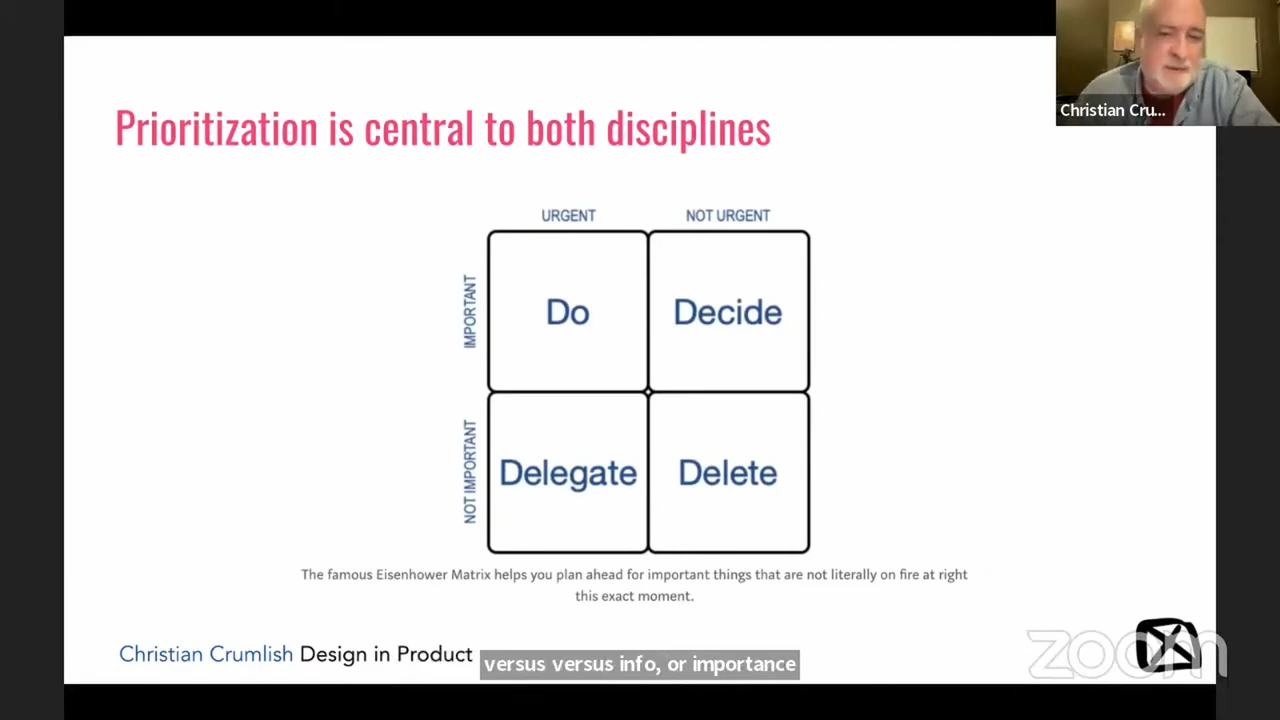 Christian Cru...
Prioritization is central to both disciplines
URGENT
NOT URGENT
IMPORTANT
Do
Decide
NOT IMPORTANT
Delegate
Delete
The famous Eisenhower Matrix helps you plan ahead for important things that are not literally on fire at right
this exact moment.
Christian Crumlish Design in Product
versus versus info, or importance
zoom